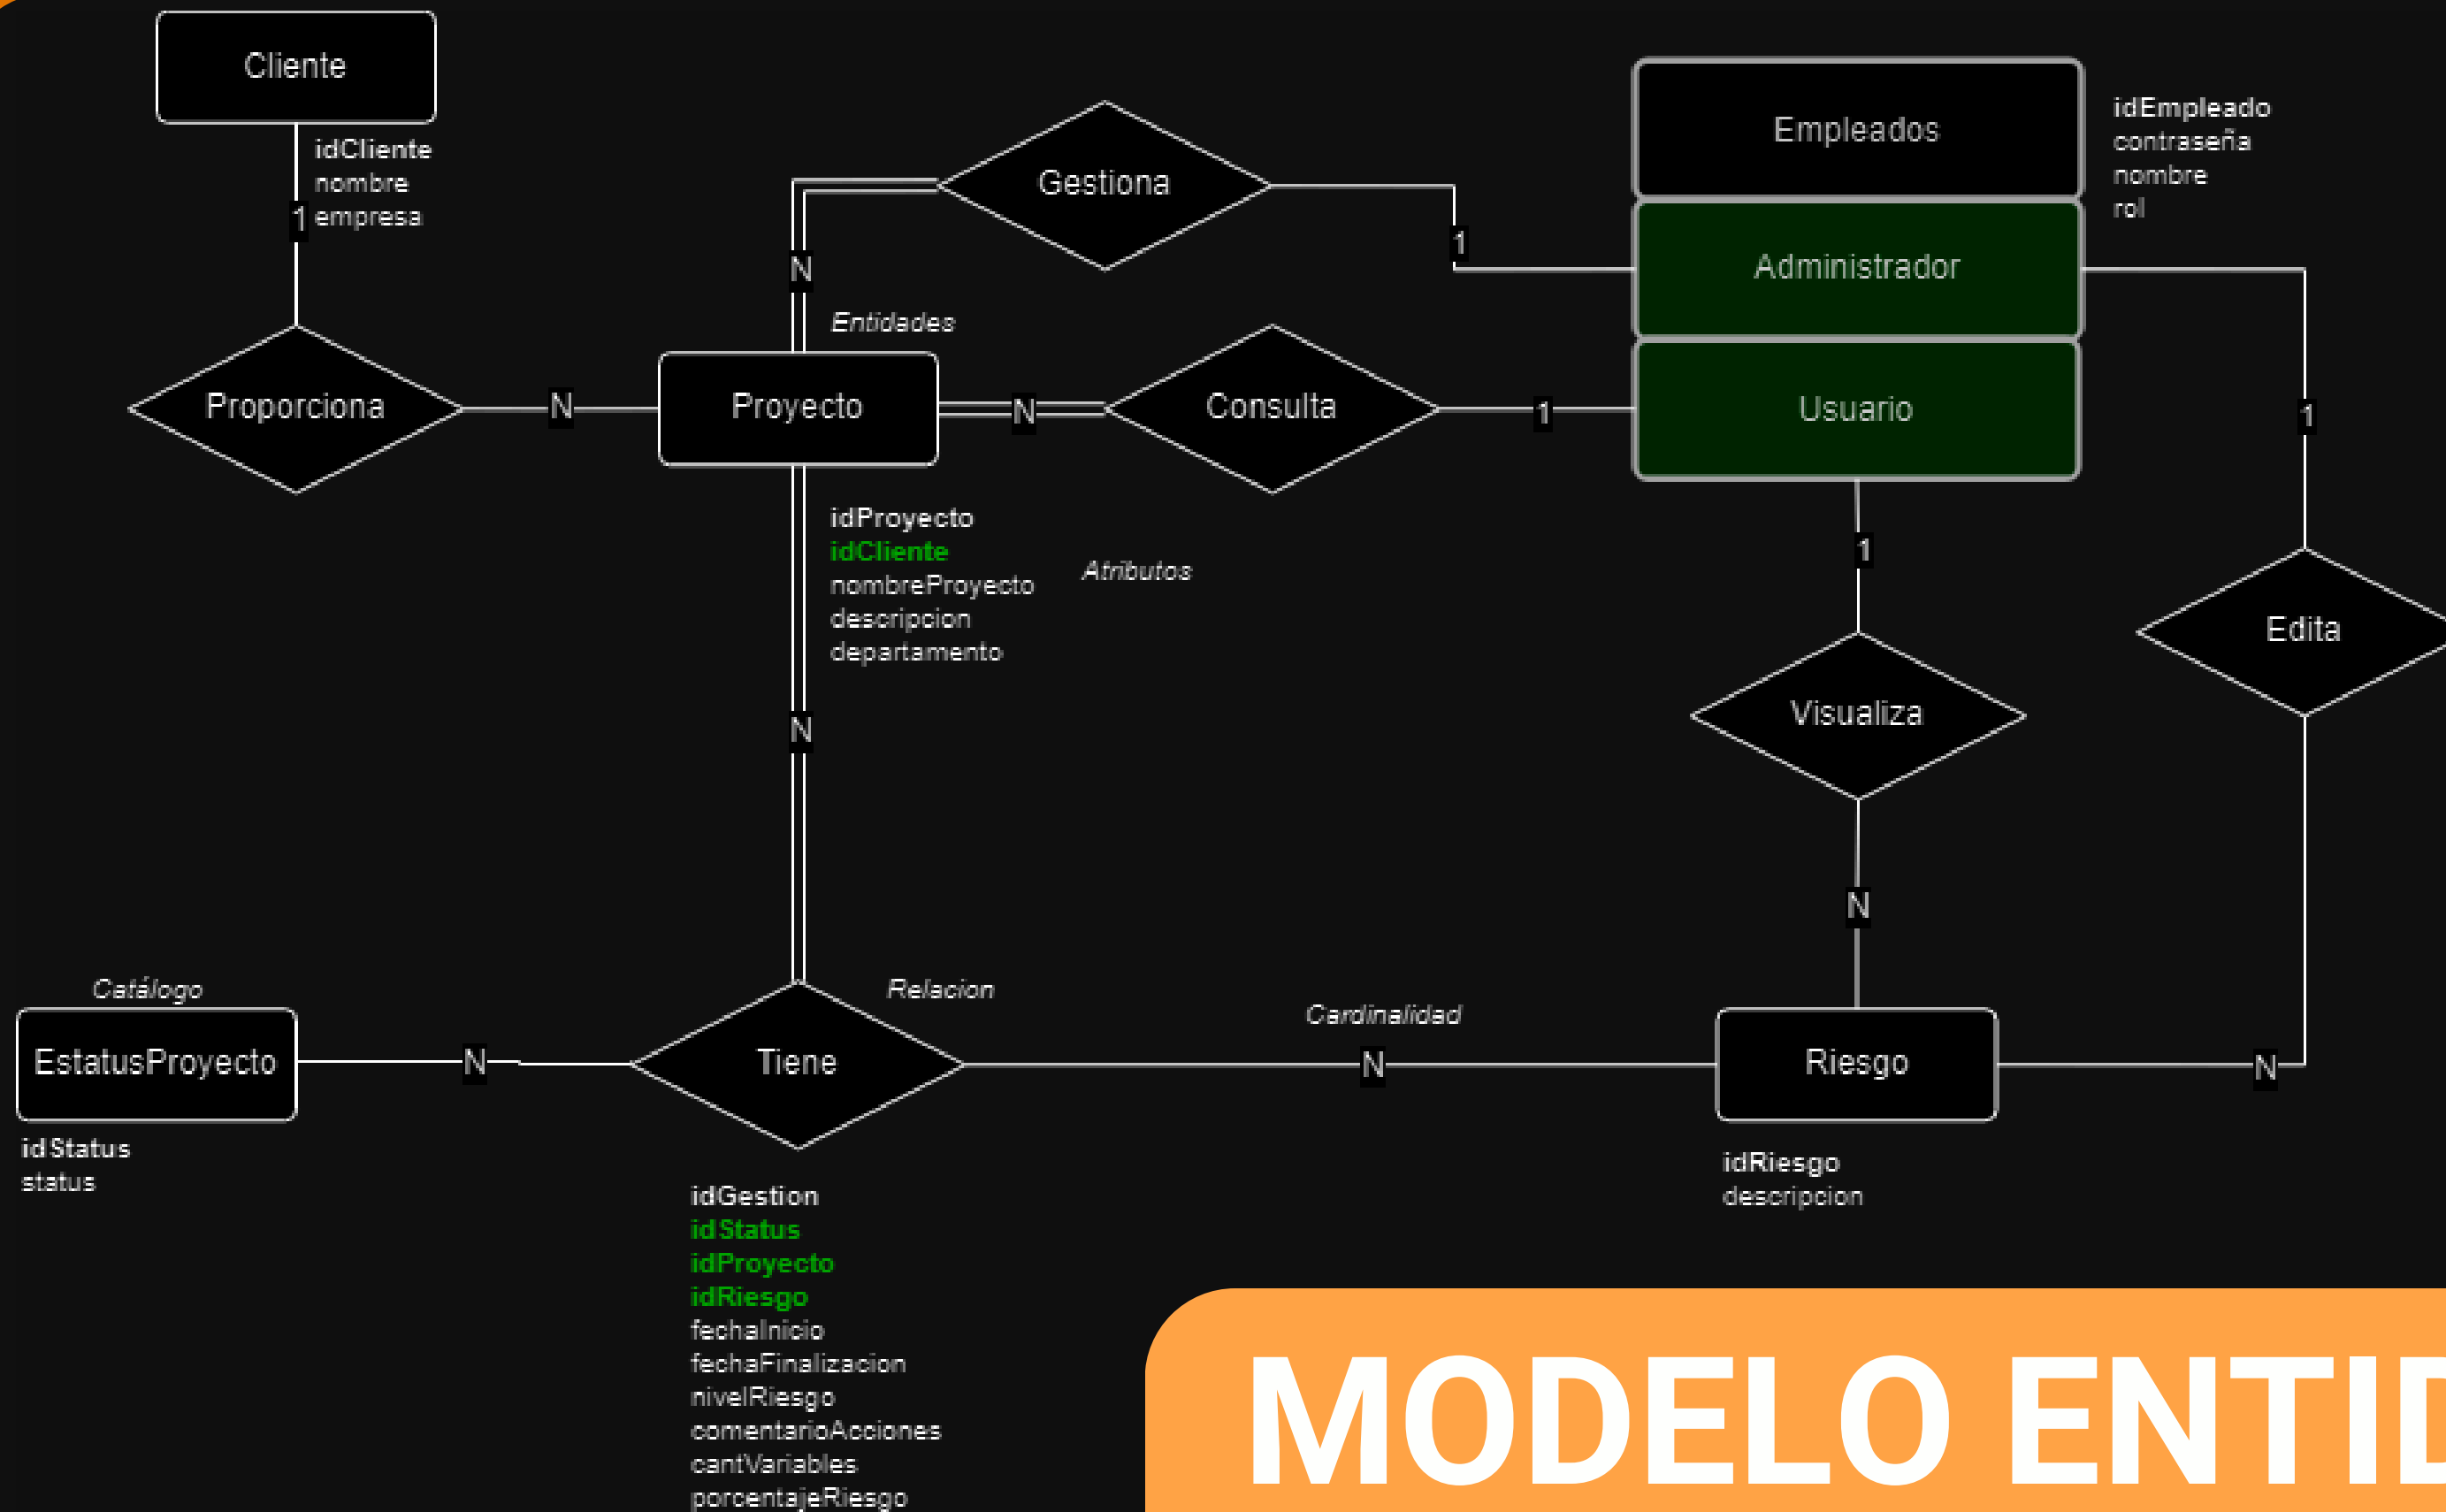 Cliente
idCliente
nombre
1
empresa
Gestiona
Empleados
idEmpleado
contraseña
nombre
rol
1
Administrador
N
Entidades
Proporciona
N
Proyecto
N
Consulta
1
Usuario
1
idProyecto
idCliente
nombreProyecto
descripcion
departamento
Atributos
1
Edita
N
Visualiza
N
Catálogo
Relacion
Cardinalidad
EstatusProyecto
N
Tiene
N
Riesgo
N
idStatus
status
idRiesgo
descripcion
idGestion
idStatus
idProyecto
idRiesgo
fechaInicio
fechaFinalizacion
nivelRiesgo
comentarioAcciones
cantVariables
porcentajeRiesgo
MODELO ENTID